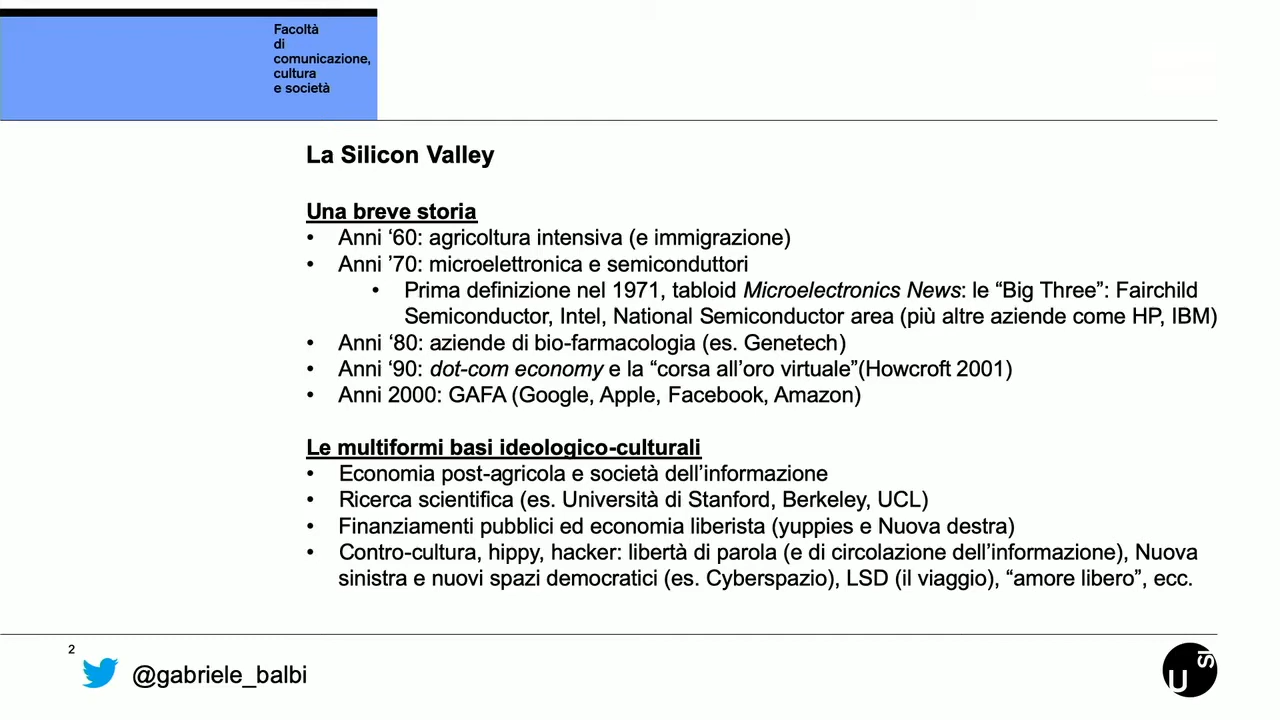 Facoltà
di
comunicazione,
cultura
e società
La Silicon Valley
Una breve storia
• Anni ‘60: agricoltura intensiva (e immigrazione)
• Anni ’70: microelettronica e semiconduttori
• Prima definizione nel 1971, tabloid Microelectronics News: le “Big Three”: Fairchild
Semiconductor, Intel, National Semiconductor area (più altre aziende come HP, IBM)
• Anni ‘80: aziende di bio-farmacologia (es. Genetech)
• Anni ‘90: dot-com economy e la “corsa all’oro virtuale”(Howcroft 2001)
• Anni 2000: GAFA (Google, Apple, Facebook, Amazon)
Le multiformi basi ideologico-culturali
• Economia post-agricola e società dell’informazione
• Ricerca scientifica (es. Università di Stanford, Berkeley, UCL)
• Finanziamenti pubblici ed economia liberista (yuppies e Nuova destra)
• Contro-cultura, hippy, hacker: libertà di parola (e di circolazione dell’informazione), Nuova
sinistra e nuovi spazi democratici (es. Cyberspazio), LSD (il viaggio), “amore libero”, ecc.
2
@gabriele_balbi
U SI